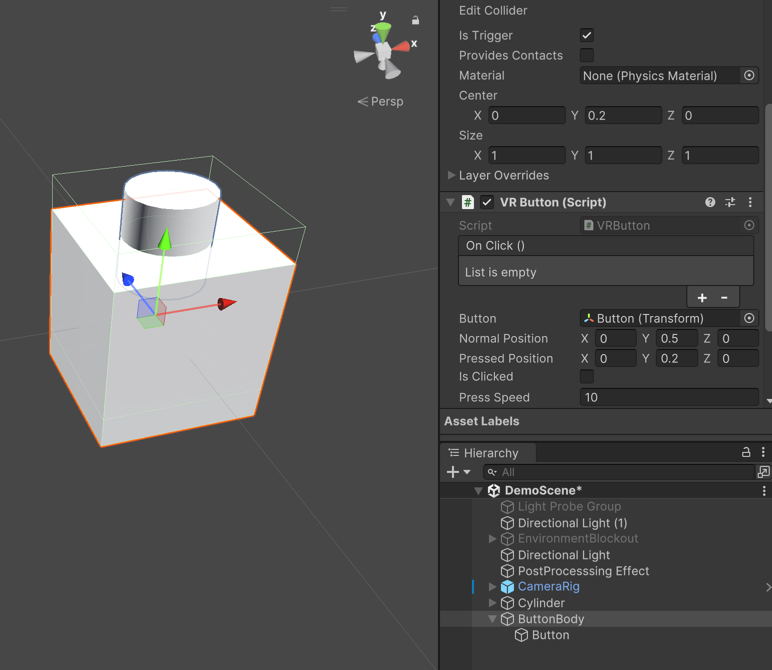 y
z
x
Persp
Edit Collider
Is Trigger
Provides Contacts
Material None (Physics Material)
Center
X 0 Y 0.2 Z 0
Size
X 1 Y 1 Z 1
Layer Overrides
# VR Button (Script)
Script # VRButton
On Click ()
List is empty
+ -
Button Button (Transform)
Normal Position X 0 Y 0.5 Z 0
Pressed Position X 0 Y 0.2 Z 0
Is Clicked
Press Speed 10
Asset Labels
Hierarchy
+ All
DemoScene*
Light Probe Group
Directional Light (1)
EnvironmentBlockout
Directional Light
PostProcesssing Effect
CameraRig
Cylinder
ButtonBody
Button